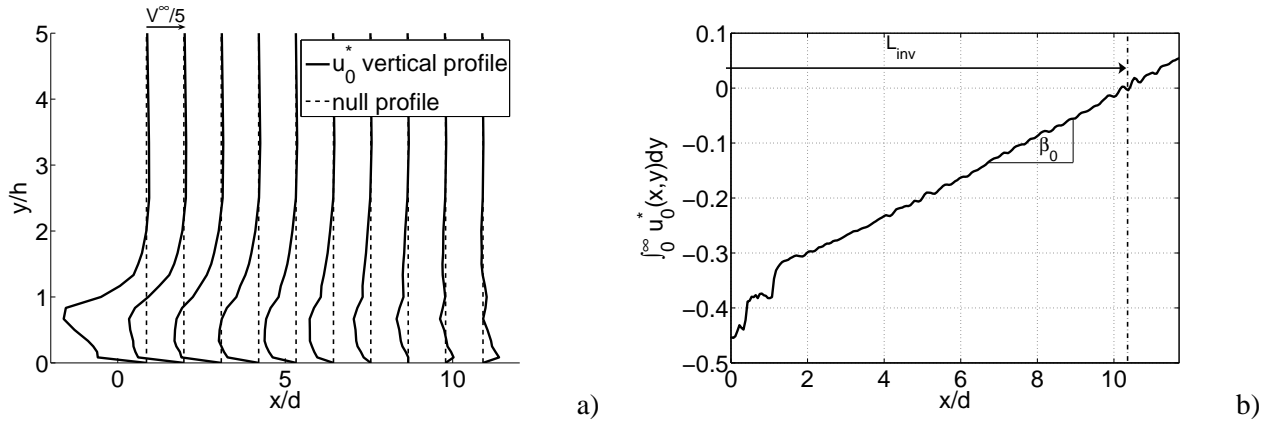 V∞/5
5
4
3
2
1
0
y/h
u0* vertical profile
null profile
0
5
10
x/d
a)
0.1
0
−0.1
−0.2
−0.3
−0.4
−0.5
∫0∞ u0*(x,y)dy
Linv
β0
0
2
4
6
8
10
x/d
b)